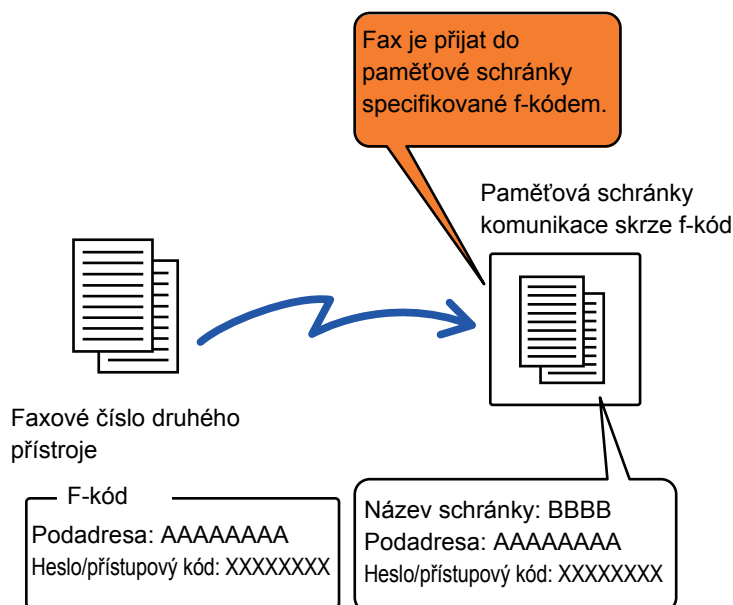 Fax je přijat do
paměťové schránky
specifikované f-kódem.
Paměťová schránky
komunikace skrze f-kód
Faxové číslo druhého
přístroje
F-kód
Podadresa: AAAAAAAA
Heslo/přístupový kód: XXXXXXXX
Název schránky: BBBB
Podadresa: AAAAAAAA
Heslo/přístupový kód: XXXXXXXX